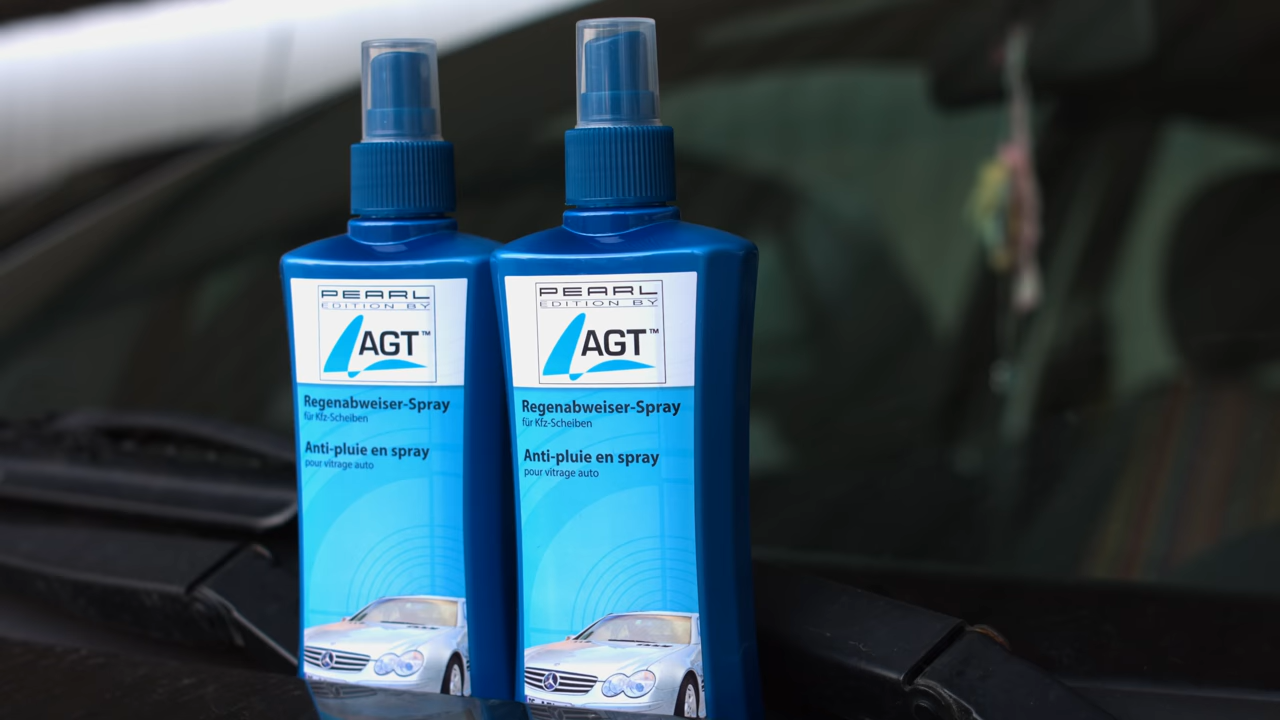 PEARL
EDITION BY
AGT™
Regenabweiser-Spray
für Kfz-Scheiben
Anti-pluie en spray
pour vitrage auto
PEARL
EDITION BY
AGT™
Regenabweiser-Spray
für Kfz-Scheiben
Anti-pluie en spray
pour vitrage auto